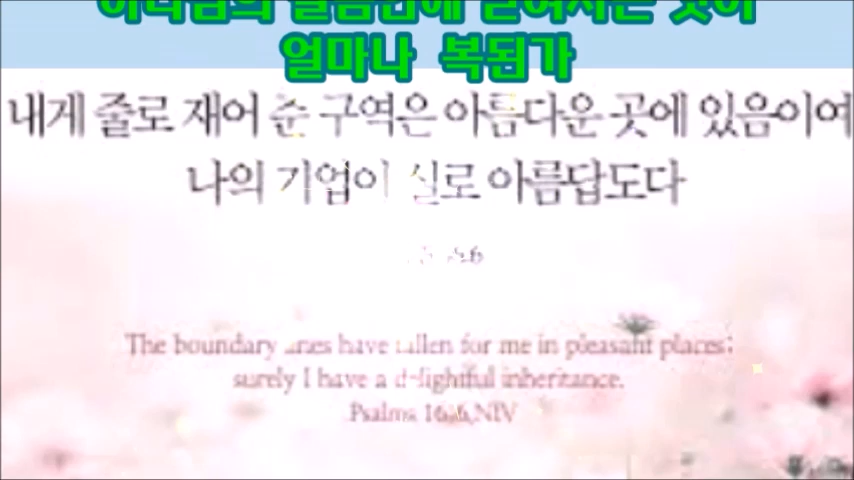 얼마나 복된가
내게 줄로 재어 준 구역은 아름다운 곳에 있음이여
나의 기업이 실로 아름답도다
The boundary lines have fallen for me in pleasant places;
surely I have a delightful inheritance.
Psalms 16:6, NIV